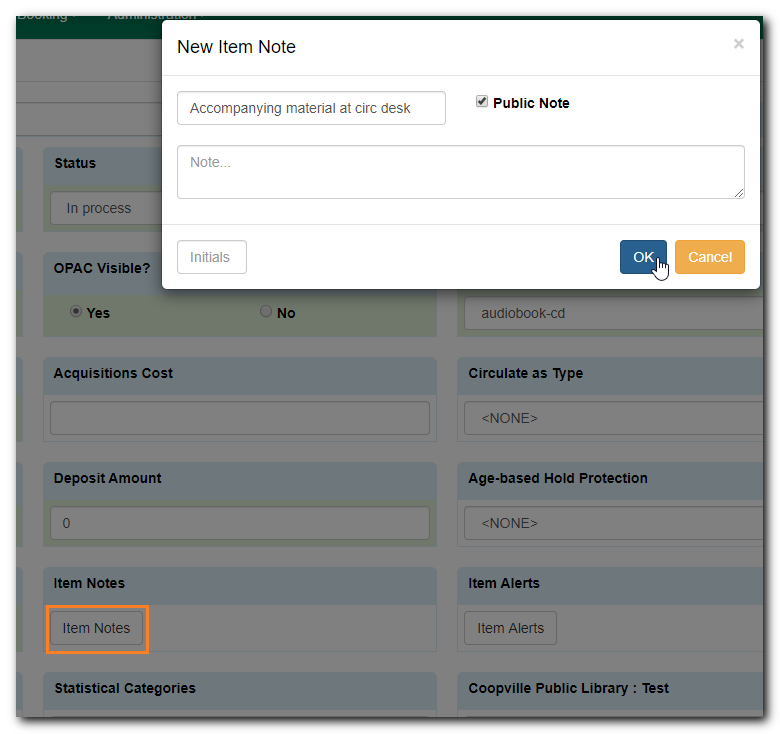 Booking Administration
New Item Note
×
Accompanying material at circ desk
Public Note
Note...
Initials
OK
Cancel
Status
In process
OPAC Visible?
Yes
No
audiobook-cd
Acquisitions Cost
Circulate as Type
<NONE>
Deposit Amount
Age-based Hold Protection
0
<NONE>
Item Notes
Item Alerts
Item Notes
Item Alerts
Statistical Categories
Coopville Public Library : Test